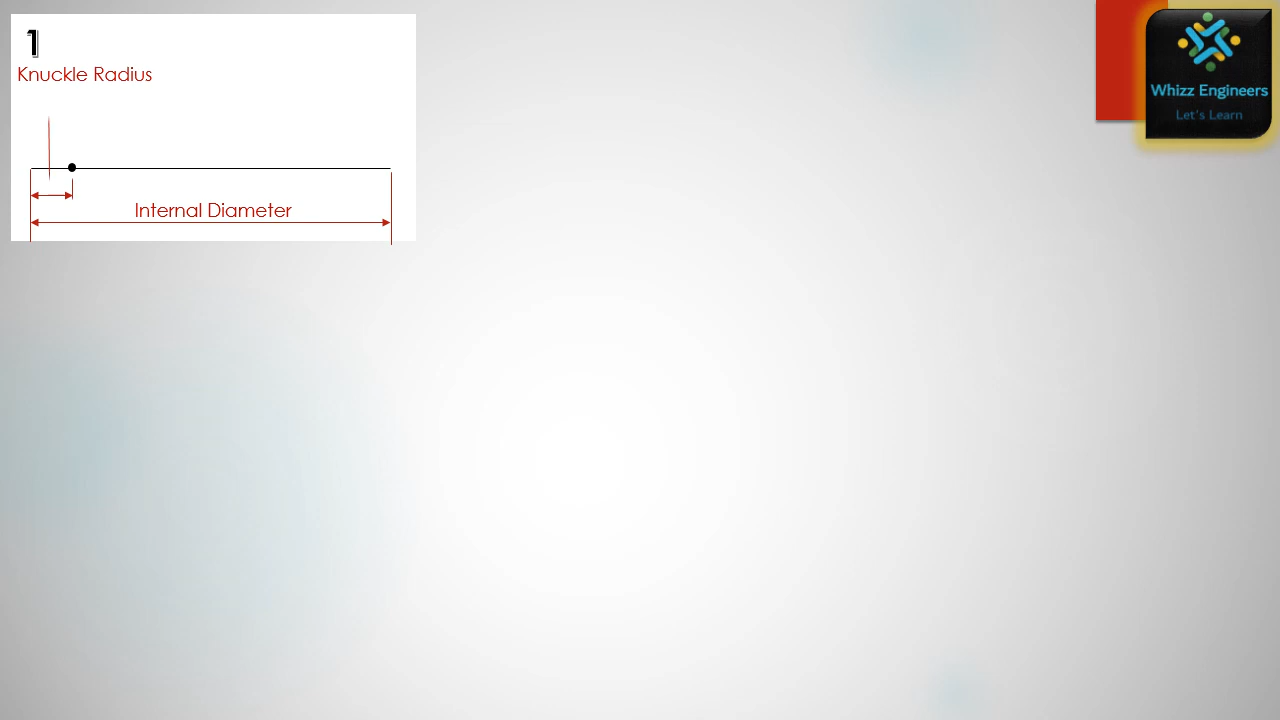 1
Knuckle Radius
Internal Diameter
Whizz Engineers
Let's Learn